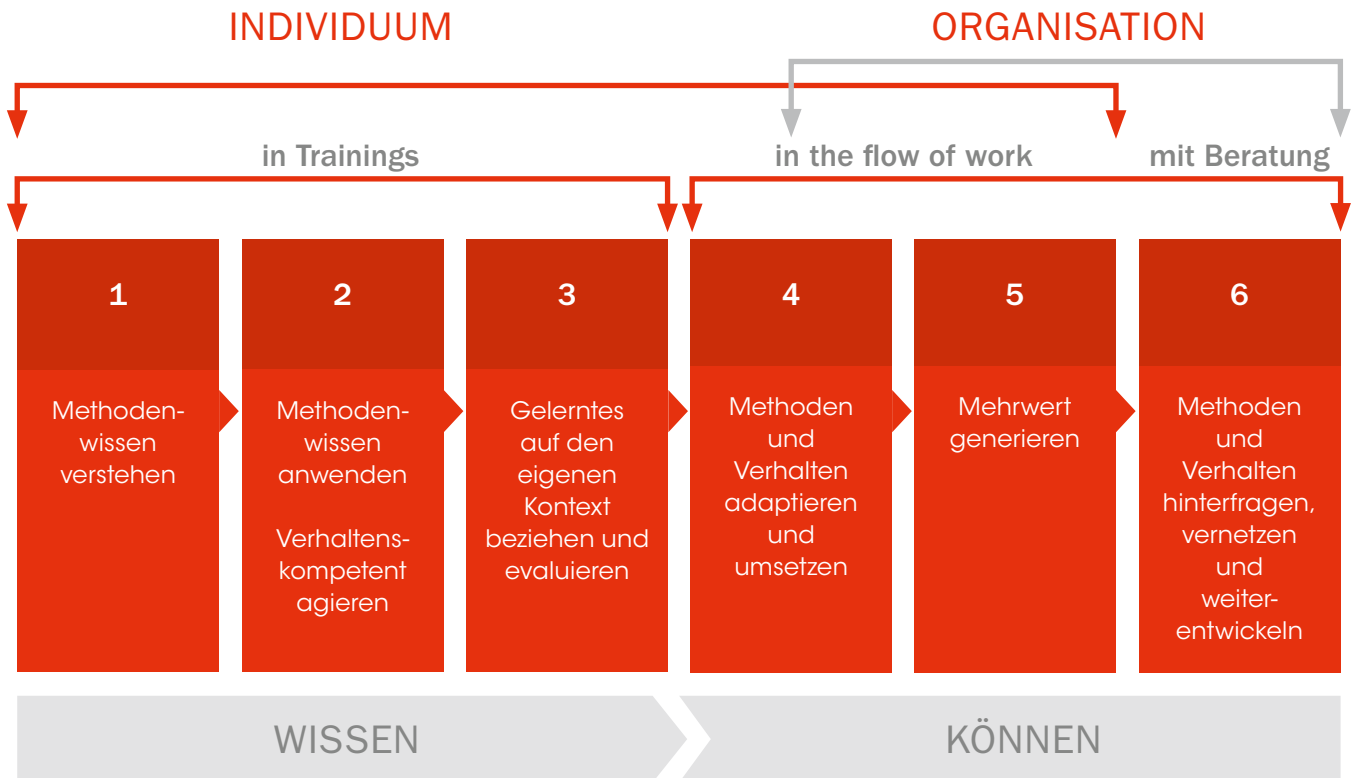 INDIVIDUUM
ORGANISATION
in Trainings
in the flow of work
mit Beratung
1
Methoden-
wissen
verstehen
2
Methoden-
wissen
anwenden
Verhaltens-
kompetent
agieren
3
Gelerntes
auf den
eigenen
Kontext
beziehen und
evaluieren
4
Methoden
und
Verhalten
adaptieren
und
umsetzen
5
Mehrwert
generieren
6
Methoden
und
Verhalten
hinterfragen,
vernetzen
und
weiter-
entwickeln
WISSEN
KÖNNEN